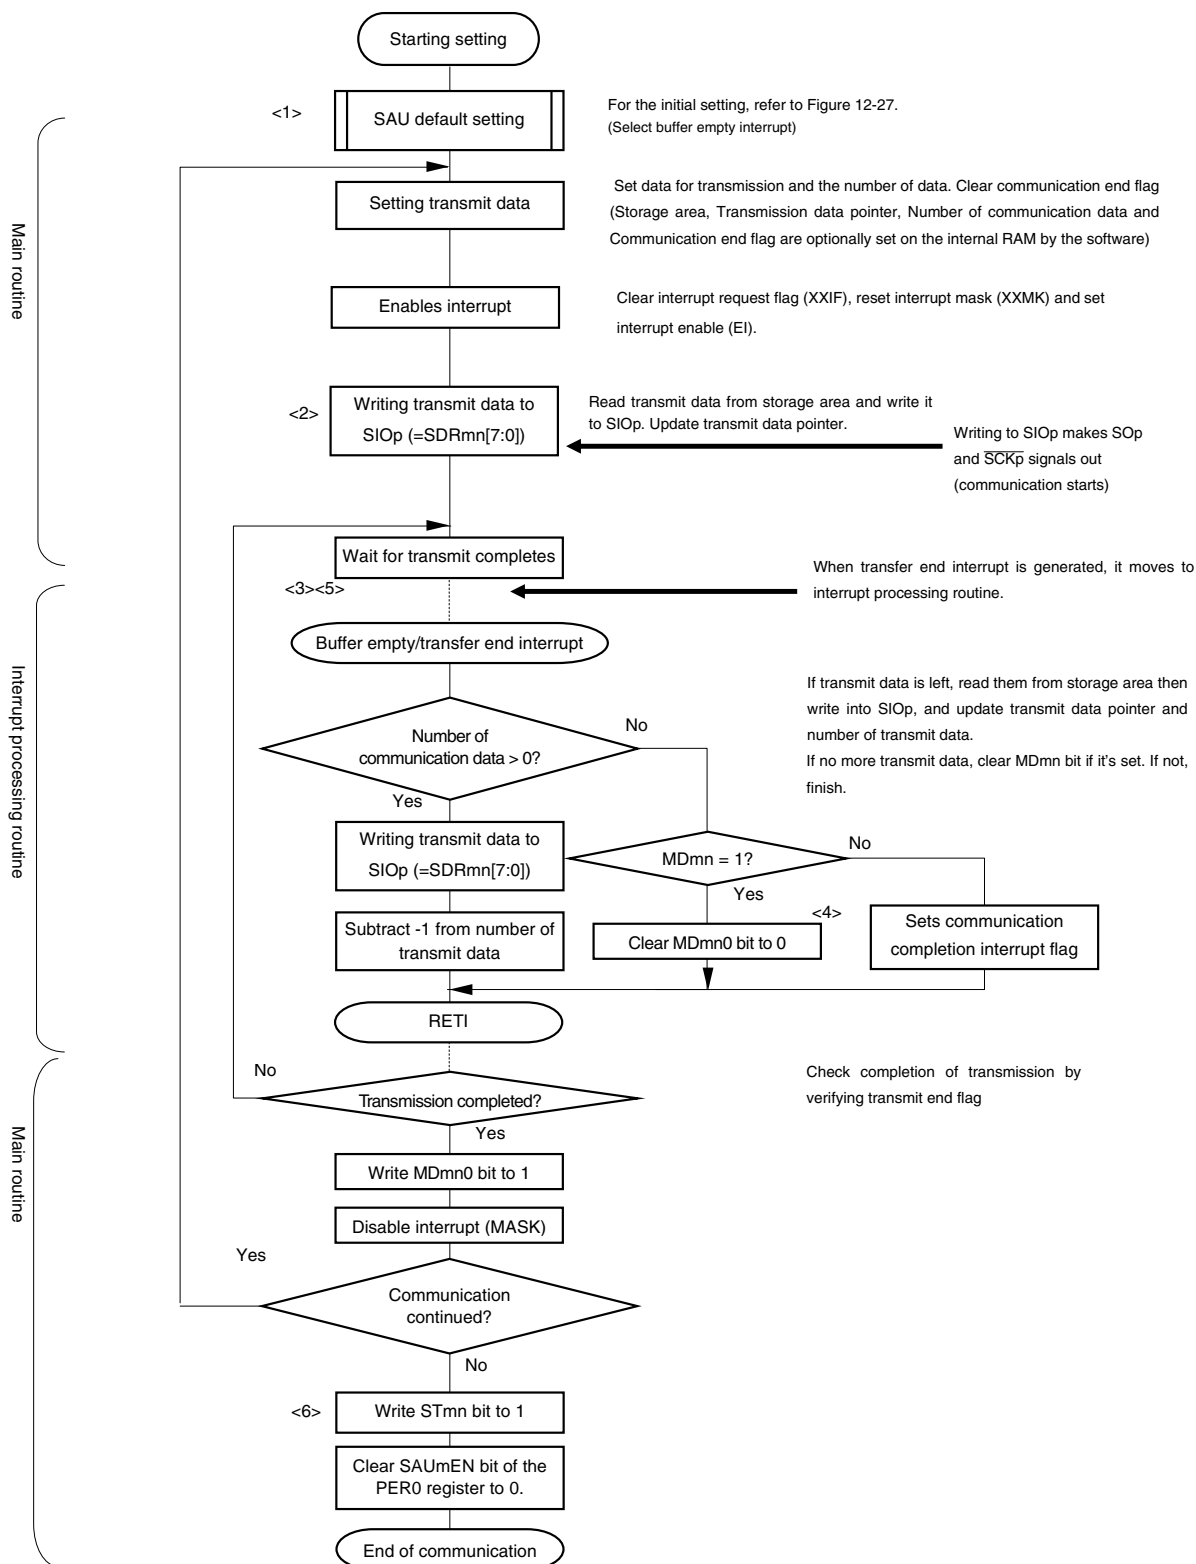 Starting setting
<1>
SAU default setting
For the initial setting, refer to Figure 12-27.
(Select buffer empty interrupt)
Main routine
Setting transmit data
Set data for transmission and the number of data. Clear communication end flag
(Storage area, Transmission data pointer, Number of communication data and
Communication end flag are optionally set on the internal RAM by the software)
Enables interrupt
Clear interrupt request flag (XXIF), reset interrupt mask (XXMK) and set
interrupt enable (EI).
<2>
Writing transmit data to
SIOp (=SDRmn[7:0])
Read transmit data from storage area and write it
to SIOp. Update transmit data pointer.
Writing to SIOp makes SOp
and SCKp signals out
(communication starts)
Wait for transmit completes
<3><5>
When transfer end interrupt is generated, it moves to
interrupt processing routine.
Interrupt processing routine
Buffer empty/transfer end interrupt
If transmit data is left, read them from storage area then
write into SIOp, and update transmit data pointer and
number of transmit data.
If no more transmit data, clear MDmn bit if it's set. If not,
finish.
Number of
communication data > 0?
No
Yes
Writing transmit data to
SIOp (=SDRmn[7:0])
MDmn = 1?
No
Yes
<4>
Subtract -1 from number of
transmit data
Clear MDmn0 bit to 0
Sets communication
completion interrupt flag
RETI
Main routine
No
Transmission completed?
Check completion of transmission by
verifying transmit end flag
Yes
Write MDmn0 bit to 1
Disable interrupt (MASK)
Yes
Communication
continued?
No
<6>
Write STmn bit to 1
Clear SAUmEN bit of the
PER0 register to 0.
End of communication